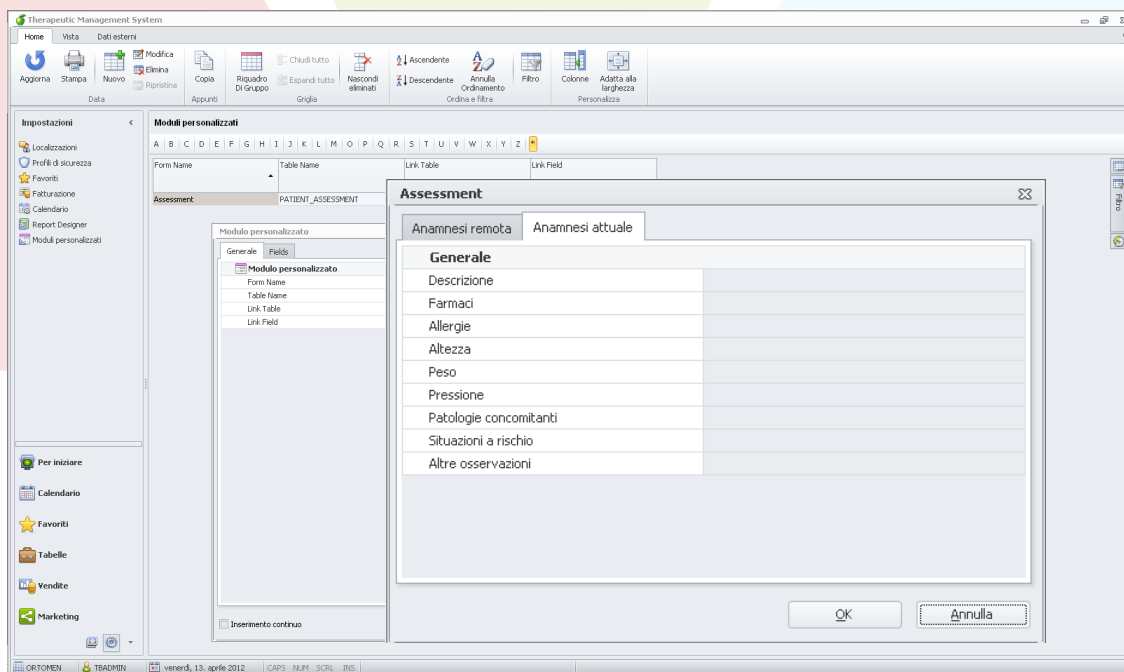 Therapeutic Management System
Home Vista Dati esterni
Aggiorna Stampa Nuovo Modifica Elimina Ripristina
Data
Copia
Appunti
Riquadro Di Gruppo Chiudi tutto Espandi tutto Nascondi eliminati
Griglia
Ascendente Discendente Annulla Ordinamento Filtro
Ordina e filtra
Colonne Adatta alla larghezza
Personalizza
Impostazioni <
Localizzazioni
Profili di sicurezza
Favoriti
Fatturazione
Calendario
Report Designer
Moduli personalizzati
Moduli personalizzati
A B C D E F G H I J K L M O P Q R S T U V W X Y Z *
Form Name Table Name Link Table Link Field
Assessment PATIENT_ASSESSMENT
Filtro
Modulo personalizzato
Generale Fields
Modulo personalizzato
Form Name
Table Name
Link Table
Link Field
Inserimento continuo
Assessment
Anamnesi remota Anamnesi attuale
Generale
Descrizione
Farmaci
Allergie
Altezza
Peso
Pressione
Patologie concomitanti
Situazioni a rischio
Altre osservazioni
OK Annulla
Per iniziare
Calendario
Favoriti
Tabelle
Vendite
Marketing
ORTOMEN TBADMIN venerdì, 13. aprile 2012 CAPS NUM SCRL INS